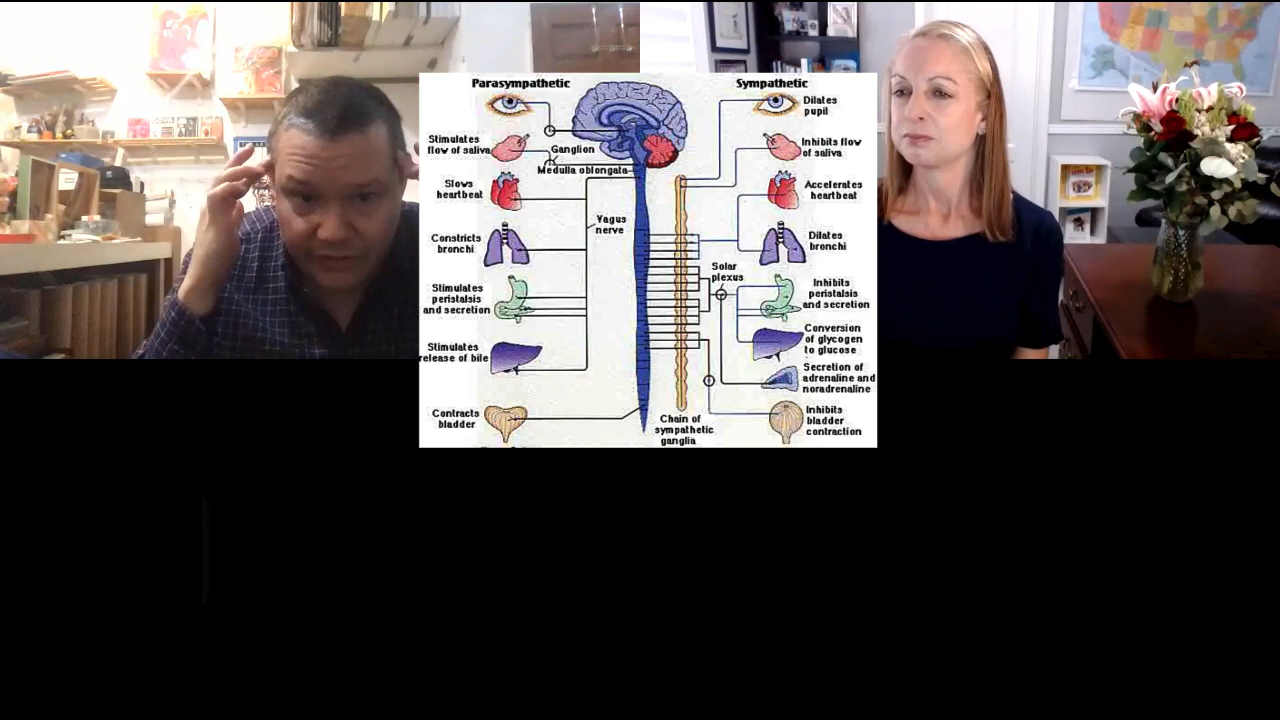 Parasympathetic
Stimulates
flow of saliva
Ganglion
Medulla oblongata
Slows
heartbeat
Vagus
nerve
Constricts
bronchi
Stimulates
peristalsis
and secretion
Stimulates
release of bile
Contracts
bladder
Sympathetic
Dilates
pupil
Inhibits flow
of saliva
Accelerates
heartbeat
Dilates
bronchi
Solar
plexus
Inhibits
peristalsis
and secretion
Conversion
of glycogen
to glucose
Secretion of
adrenaline and
noradrenaline
Inhibits
bladder
contraction
Chain of
sympathetic
ganglia